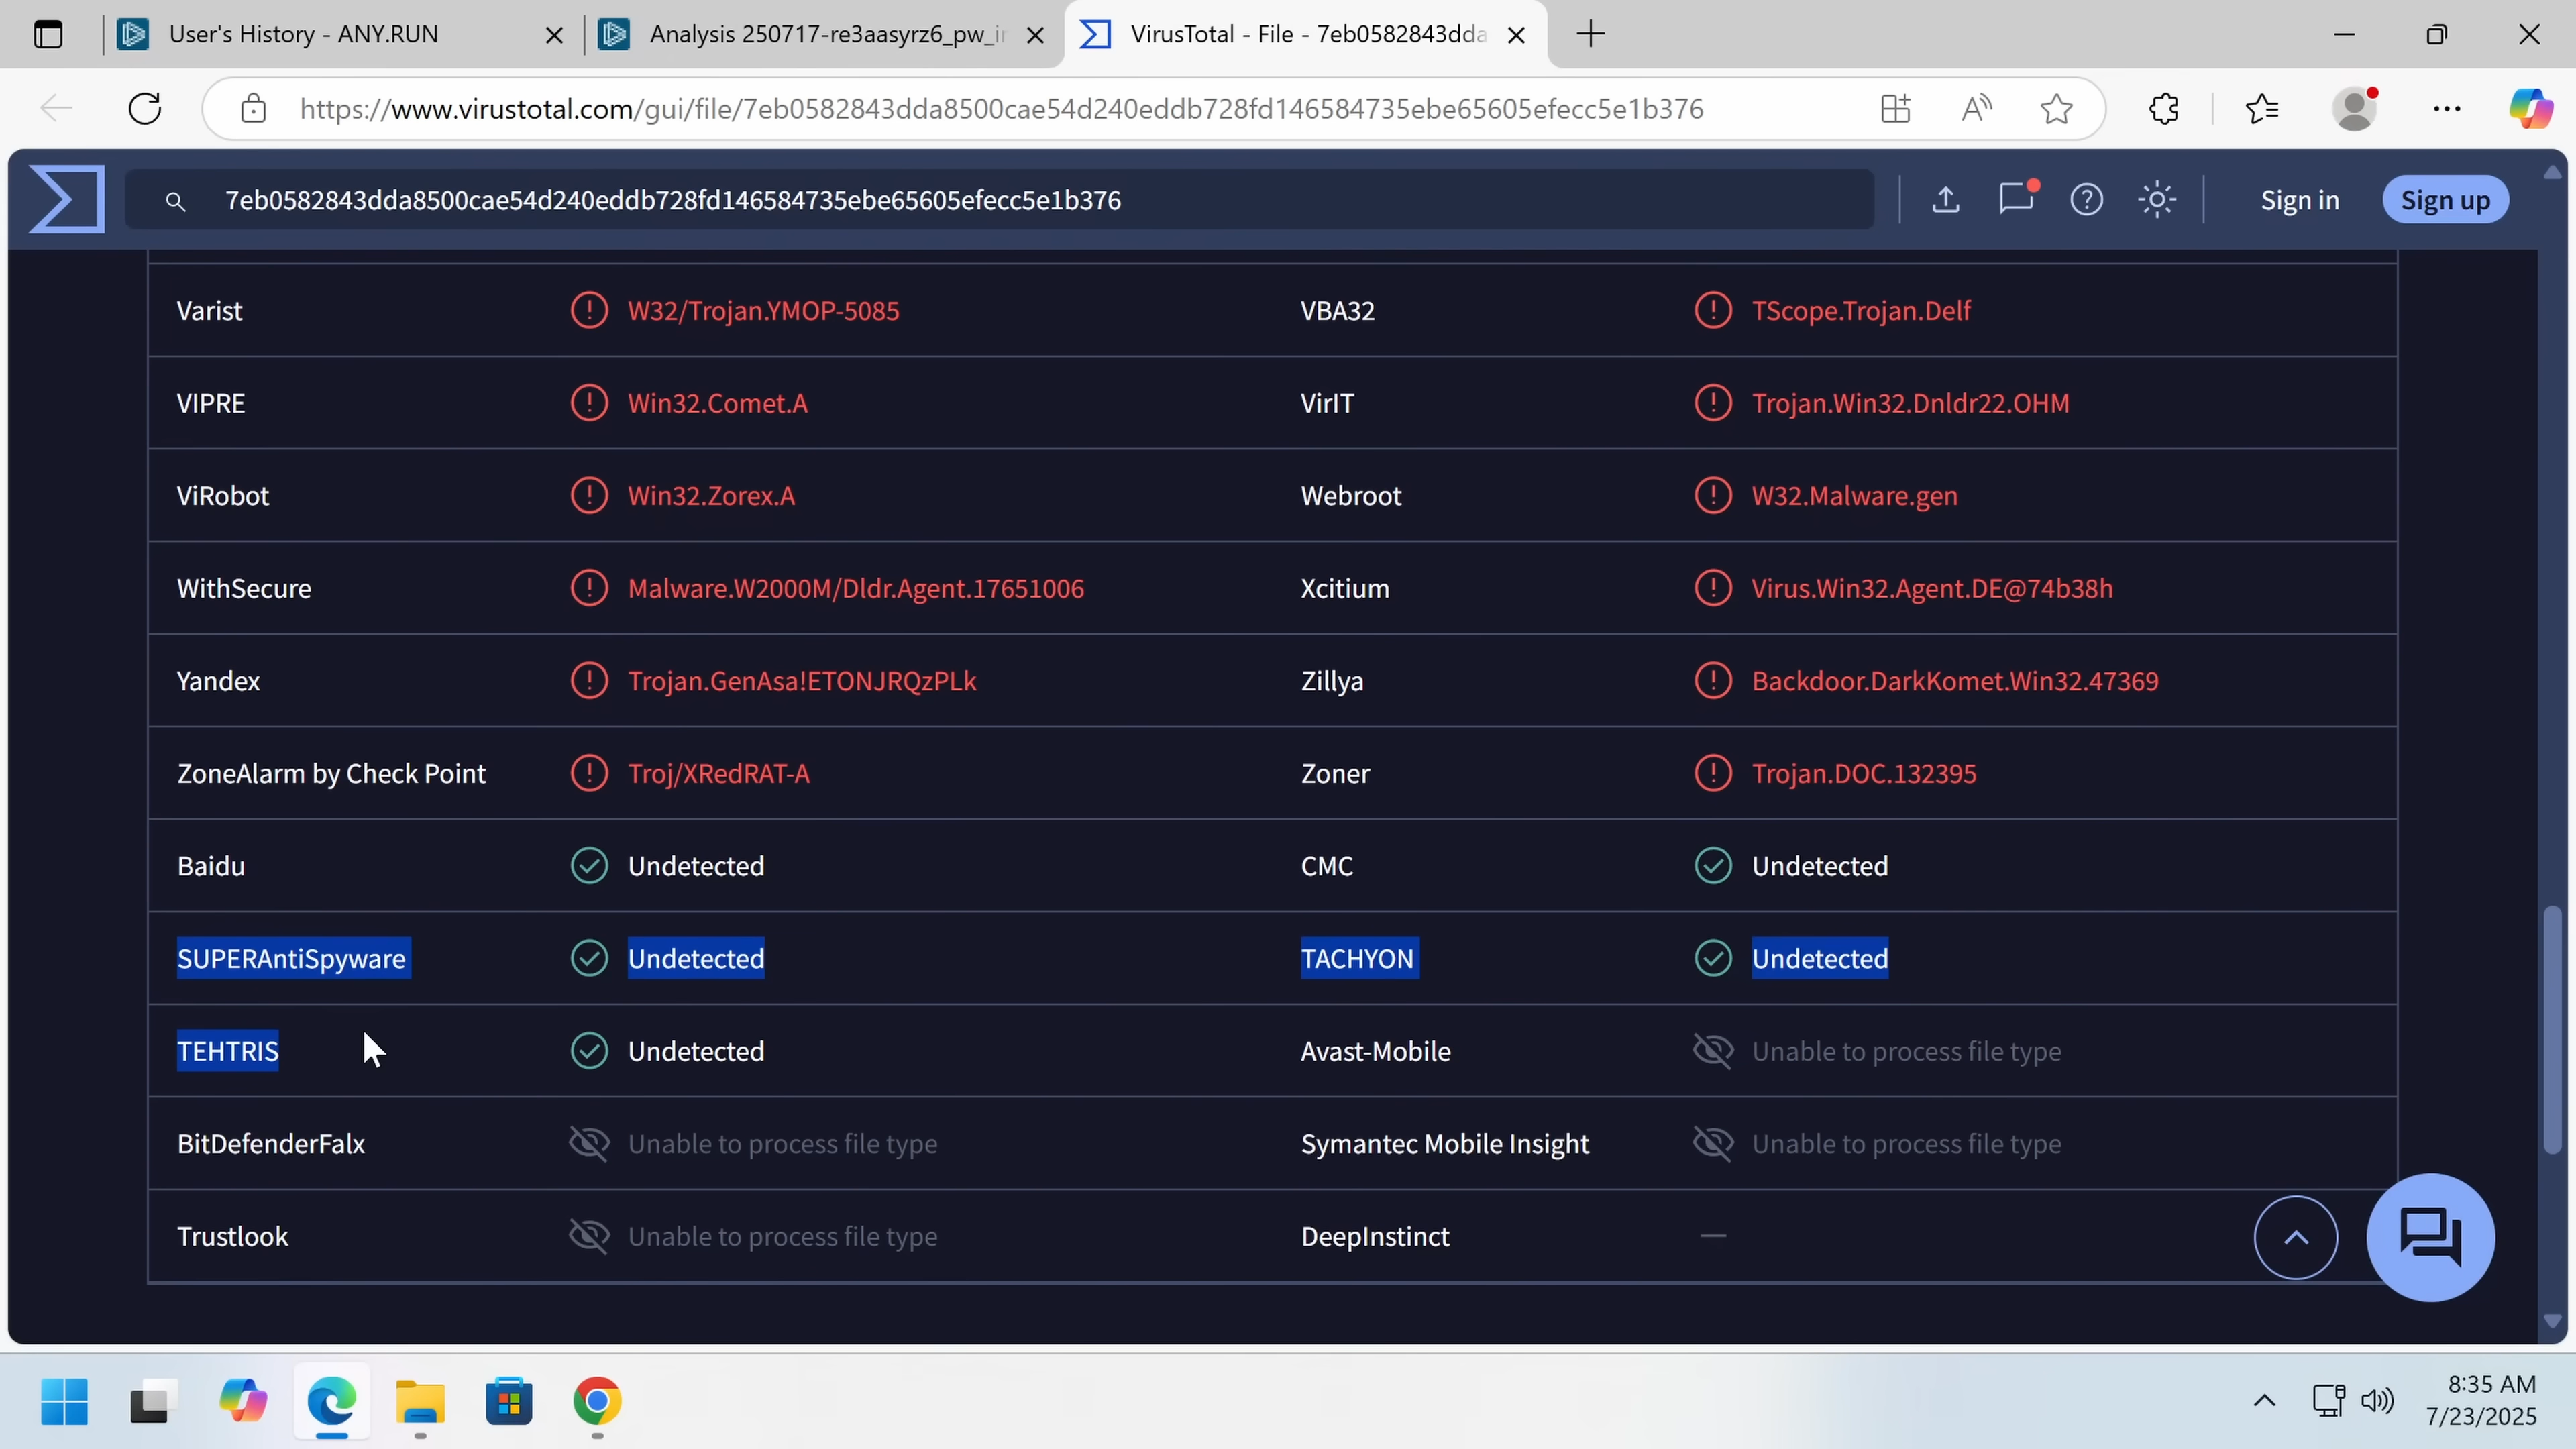 User's History - ANY.RUN
Analysis 250717-re3aasyrz6_pw_i
VirusTotal - File - 7eb0582843dda
https://www.virustotal.com/gui/file/7eb0582843dda8500cae54d240eddb728fd146584735ebe65605efecc5e1b376
7eb0582843dda8500cae54d240eddb728fd146584735ebe65605efecc5e1b376
Sign in
Sign up
Varist W32/Trojan.YMOP-5085 VBA32 TScope.Trojan.Delf
VIPRE Win32.Comet.A VirIT Trojan.Win32.Dnldr22.OHM
ViRobot Win32.Zorex.A Webroot W32.Malware.gen
WithSecure Malware.W2000M/Dldr.Agent.17651006 Xcitium Virus.Win32.Agent.DE@74b38h
Yandex Trojan.GenAsa!ETONJRQzPLk Zillya Backdoor.DarkKomet.Win32.47369
ZoneAlarm by Check Point Troj/XRedRAT-A Zoner Trojan.DOC.132395
Baidu Undetected CMC Undetected
SUPERAntiSpyware Undetected TACHYON Undetected
TEHTRIS Undetected Avast-Mobile Unable to process file type
BitDefenderFalx Unable to process file type Symantec Mobile Insight Unable to process file type
Trustlook Unable to process file type DeepInstinct —
8:35 AM
7/23/2025